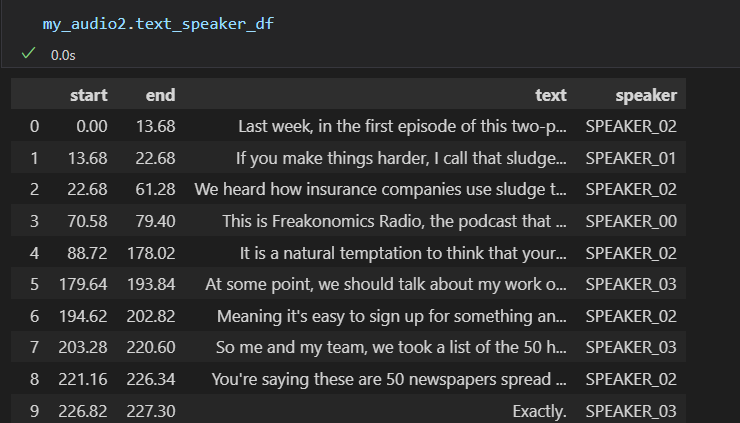 my_audio2.text_speaker_df
0.0s
start end text speaker
0 0.00 13.68 Last week, in the first episode of this two-p... SPEAKER_02
1 13.68 22.68 If you make things harder, I call that sludge... SPEAKER_01
2 22.68 61.28 We heard how insurance companies use sludge t... SPEAKER_02
3 70.58 79.40 This is Freakonomics Radio, the podcast that ... SPEAKER_00
4 88.72 178.02 It is a natural temptation to think that your... SPEAKER_02
5 179.64 193.84 At some point, we should talk about my work o... SPEAKER_03
6 194.62 202.82 Meaning it's easy to sign up for something an... SPEAKER_02
7 203.28 220.60 So me and my team, we took a list of the 50 h... SPEAKER_03
8 221.16 226.34 You're saying these are 50 newspapers spread ... SPEAKER_02
9 226.82 227.30 Exactly. SPEAKER_03